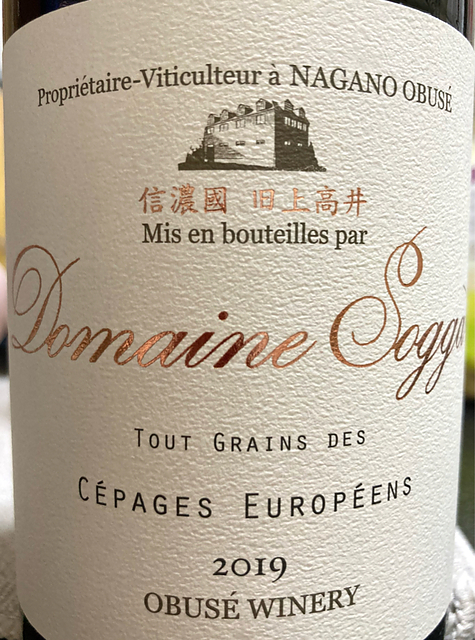 Propriétaire-Viticulteur à NAGANO OBUSÉ
信濃國 旧上高井
Mis en bouteilles par
Domaine Sogga
TOUT GRAINS DES
CÉPAGES EUROPÉENS
2019
OBUSÉ WINERY